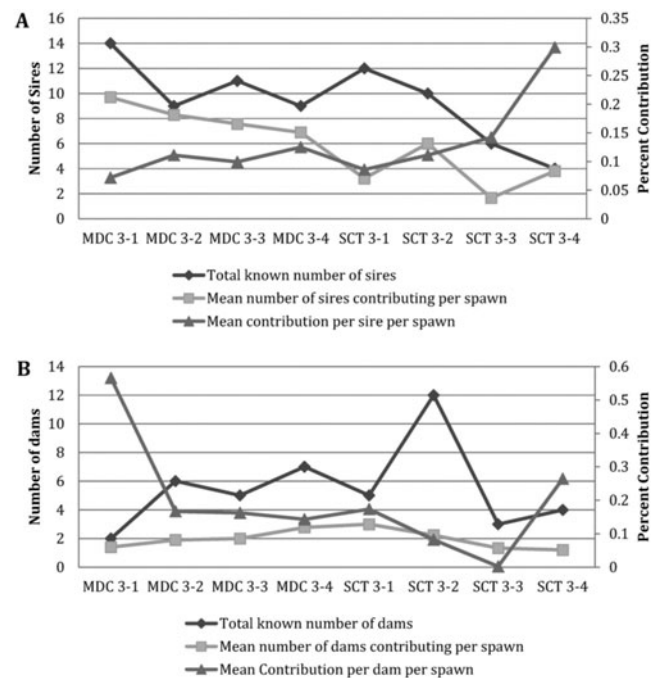 A
16
14
12
10
8
6
4
2
0
Number of Sires
0.35
0.3
0.25
0.2
0.15
0.1
0.05
0
Percent Contribution
MDC 3-1 MDC 3-2 MDC 3-3 MDC 3-4 SCT 3-1 SCT 3-2 SCT 3-3 SCT 3-4
Total known number of sires
Mean number of sires contributing per spawn
Mean contribution per sire per spawn
B
14
12
10
8
6
4
2
0
Number of dams
0.6
0.5
0.4
0.3
0.2
0.1
0
Percent Contribution
MDC 3-1 MDC 3-2 MDC 3-3 MDC 3-4 SCT 3-1 SCT 3-2 SCT 3-3 SCT 3-4
Total known number of dams
Mean number of dams contributing per spawn
Mean Contribution per dam per spawn